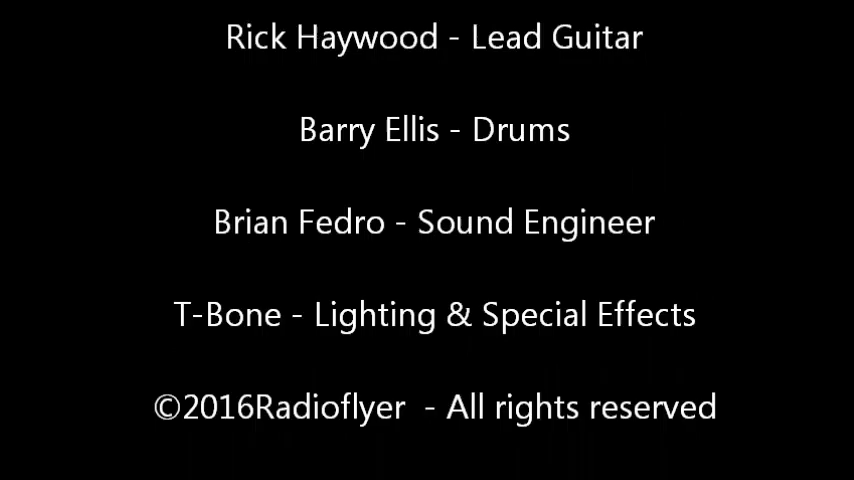 Rick Haywood - Lead Guitar
Barry Ellis - Drums
Brian Fedro - Sound Engineer
T-Bone - Lighting & Special Effects
©2016Radioflyer - All rights reserved